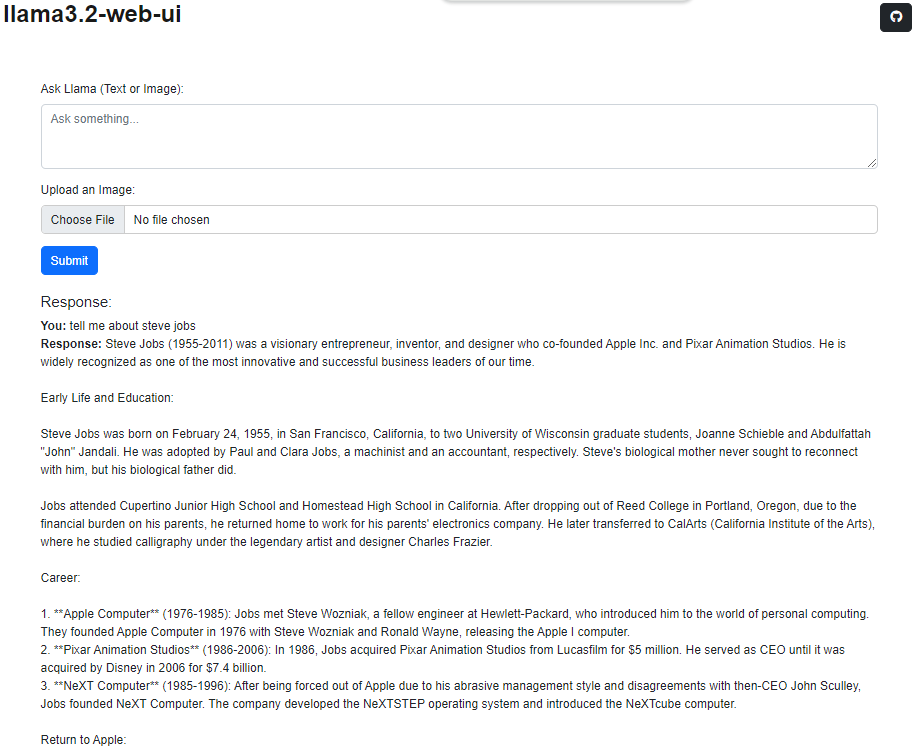 llama3.2-web-ui
Ask Llama (Text or Image):
Ask something...
Upload an Image:
Choose File No file chosen
Submit
Response:
You: tell me about steve jobs
Response: Steve Jobs (1955-2011) was a visionary entrepreneur, inventor, and designer who co-founded Apple Inc. and Pixar Animation Studios. He is
widely recognized as one of the most innovative and successful business leaders of our time.
Early Life and Education:
Steve Jobs was born on February 24, 1955, in San Francisco, California, to two University of Wisconsin graduate students, Joanne Schieble and Abdulfattah
"John" Jandali. He was adopted by Paul and Clara Jobs, a machinist and an accountant, respectively. Steve's biological mother never sought to reconnect
with him, but his biological father did.
Jobs attended Cupertino Junior High School and Homestead High School in California. After dropping out of Reed College in Portland, Oregon, due to the
financial burden on his parents, he returned home to work for his parents' electronics company. He later transferred to CalArts (California Institute of the Arts),
where he studied calligraphy under the legendary artist and designer Charles Frazier.
Career:
1. **Apple Computer** (1976-1985): Jobs met Steve Wozniak, a fellow engineer at Hewlett-Packard, who introduced him to the world of personal computing.
They founded Apple Computer in 1976 with Steve Wozniak and Ronald Wayne, releasing the Apple I computer.
2. **Pixar Animation Studios** (1986-2006): In 1986, Jobs acquired Pixar Animation Studios from Lucasfilm for $5 million. He served as CEO until it was
acquired by Disney in 2006 for $7.4 billion.
3. **NeXT Computer** (1985-1996): After being forced out of Apple due to his abrasive management style and disagreements with then-CEO John Sculley,
Jobs founded NeXT Computer. The company developed the NeXTSTEP operating system and introduced the NeXTcube computer.
Return to Apple: